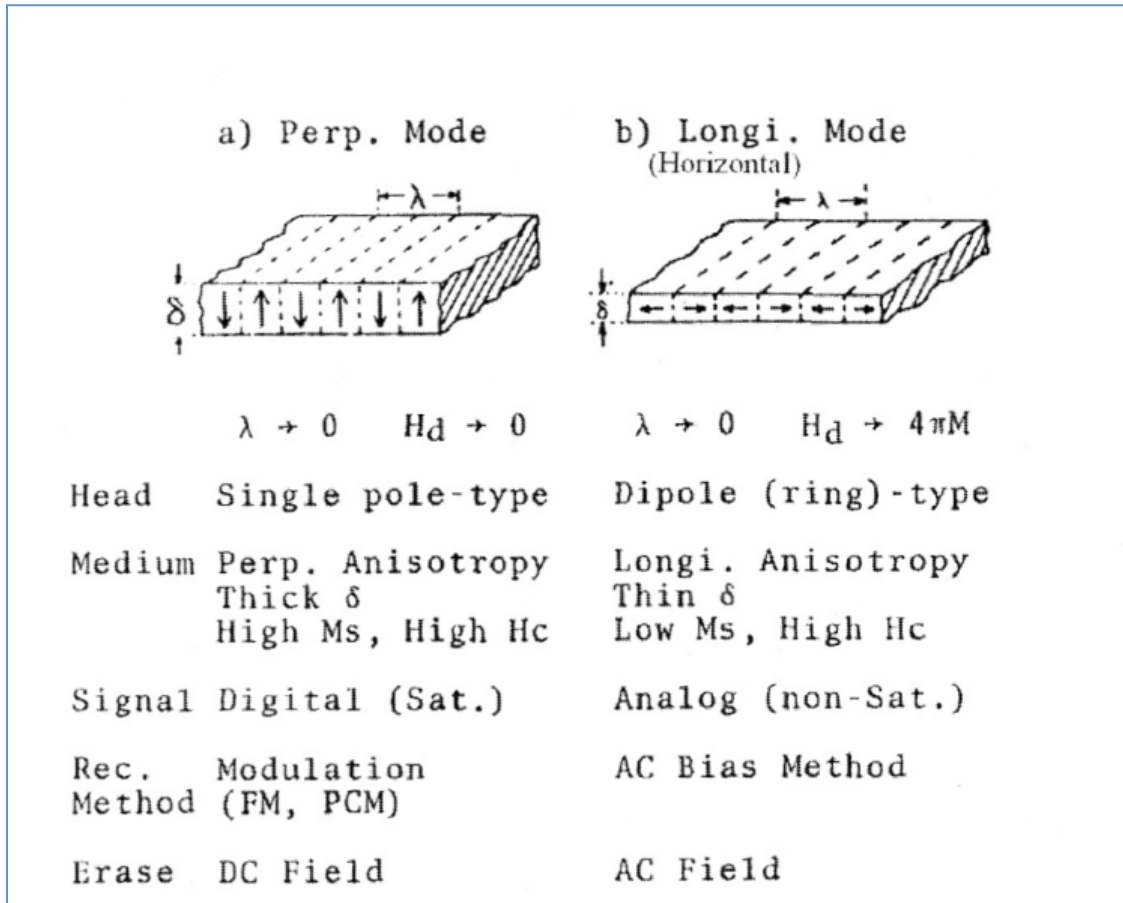 a) Perp. Mode b) Longi. Mode
(Horizontal)
λ λ
δ δ
λ → 0 Hd → 0 λ → 0 Hd → 4πM
Head Single pole-type Dipole (ring)-type
Medium Perp. Anisotropy Longi. Anisotropy
Thick δ Thin δ
High Ms, High Hc Low Ms, High Hc
Signal Digital (Sat.) Analog (non-Sat.)
Rec. Modulation AC Bias Method
Method (FM, PCM)
Erase DC Field AC Field